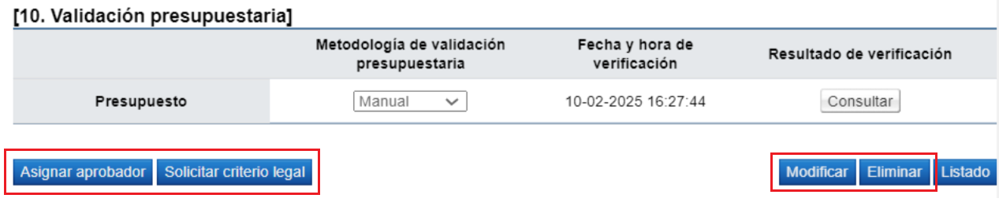 [10. Validación presupuestaria]
Metodología de validación presupuestaria
Fecha y hora de verificación
Resultado de verificación
Presupuesto
Manual
10-02-2025 16:27:44
Consultar
Asignar aprobador
Solicitar criterio legal
Modificar
Eliminar
Listado